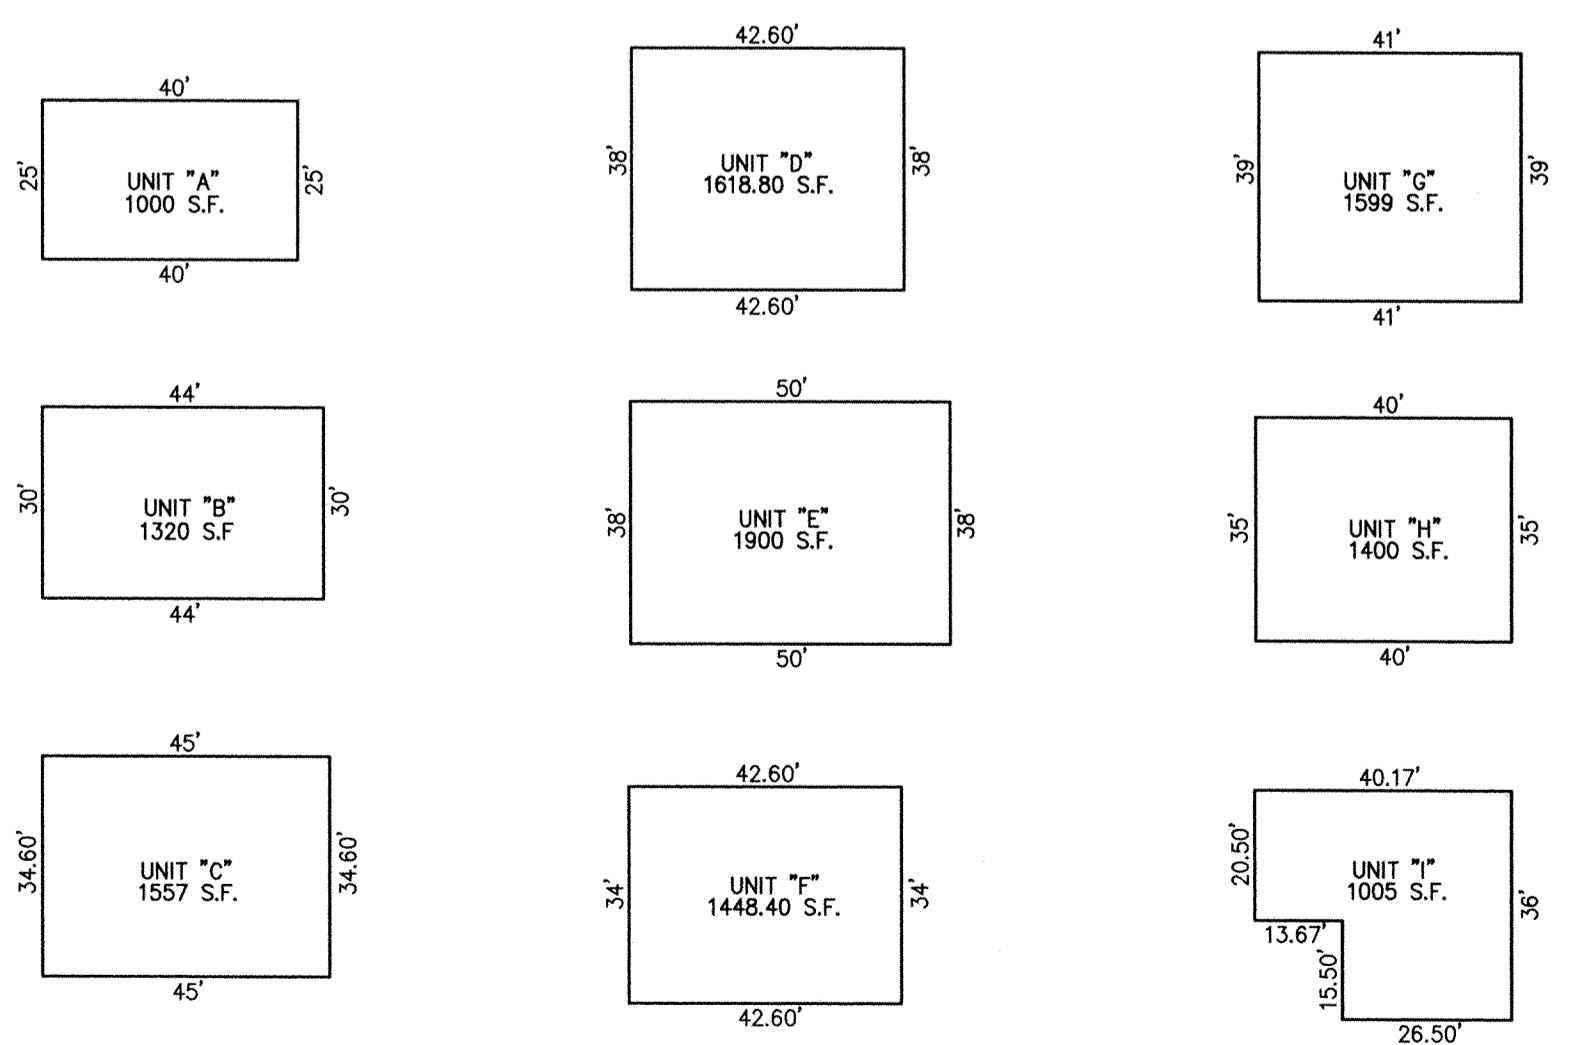 40'
25'
UNIT "A"
1000 S.F.
25'
40'
42.60'
38'
UNIT "D"
1618.80 S.F.
38'
42.60'
41'
39'
UNIT "G"
1599 S.F.
39'
41'
44'
30'
UNIT "B"
1320 S.F
30'
44'
50'
38'
UNIT "E"
1900 S.F.
38'
50'
40'
35'
UNIT "H"
1400 S.F.
35'
40'
45'
34.60'
UNIT "C"
1557 S.F.
34.60'
45'
42.60'
34'
UNIT "F"
1448.40 S.F.
34'
42.60'
40.17'
20.50'
UNIT "I"
1005 S.F.
36'
13.67'
15.50'
26.50'